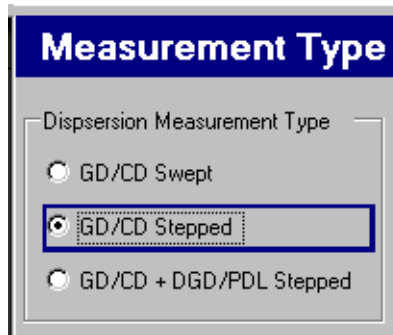 Measurement Type
Dispsersion Measurement Type
GD/CD Swept
GD/CD Stepped
GD/CD + DGD/PDL Stepped